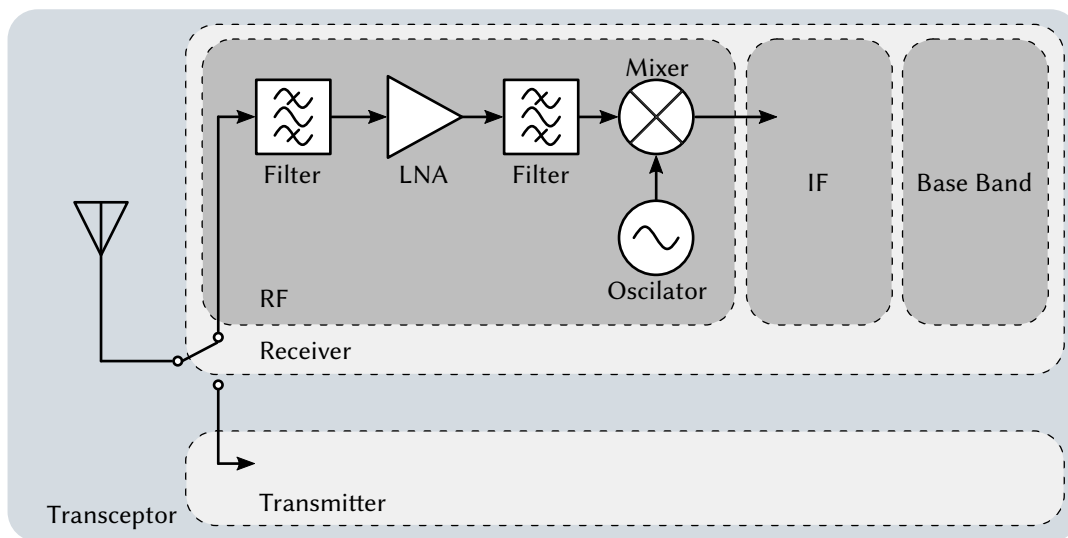 Mixer
Filter
LNA
Filter
IF
Base Band
Oscilator
RF
Receiver
Transmitter
Transceptor